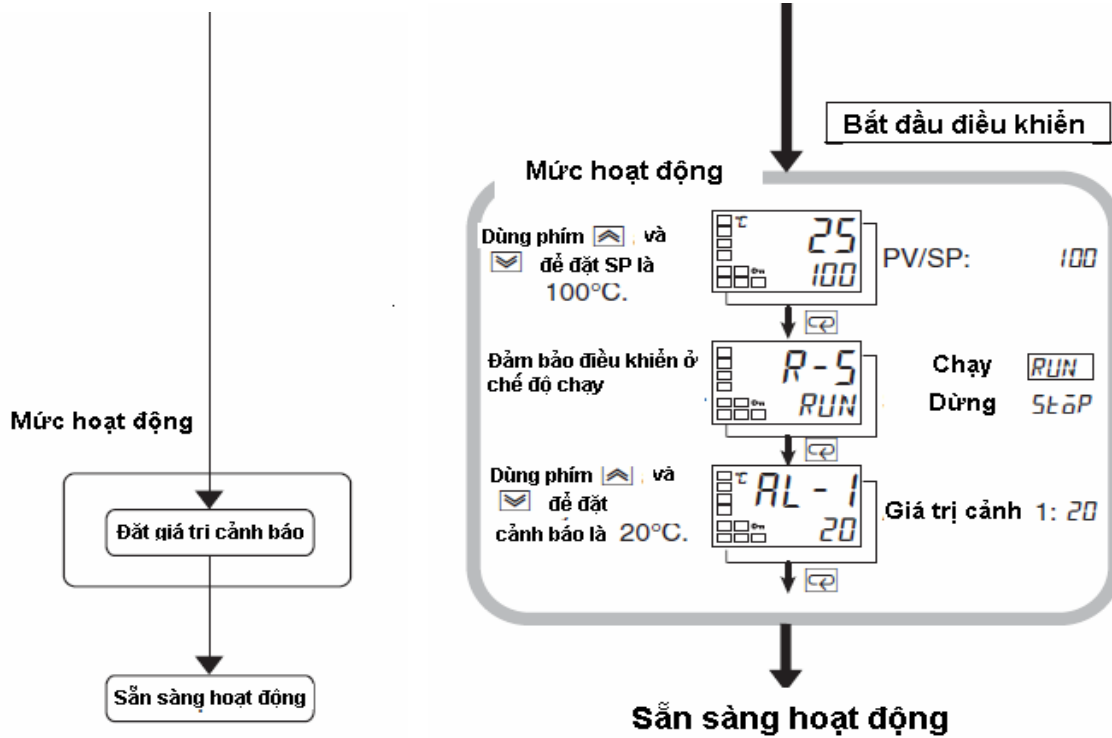 Mức hoạt động
Đặt giá trị cảnh báo
Sẵn sàng hoạt động
Bắt đầu điều khiển
Mức hoạt động
Dùng phím , và
để đặt SP là
100°C.
°C 25
100
PV/SP: 100
Đảm bảo điều khiển ở
chế độ chạy
R-S
RUN
Chạy RUN
Dừng StoP
Dùng phím , và
để đặt
cảnh báo là 20°C.
°C AL-1
20
Giá trị cảnh 1: 20
Sẵn sàng hoạt động